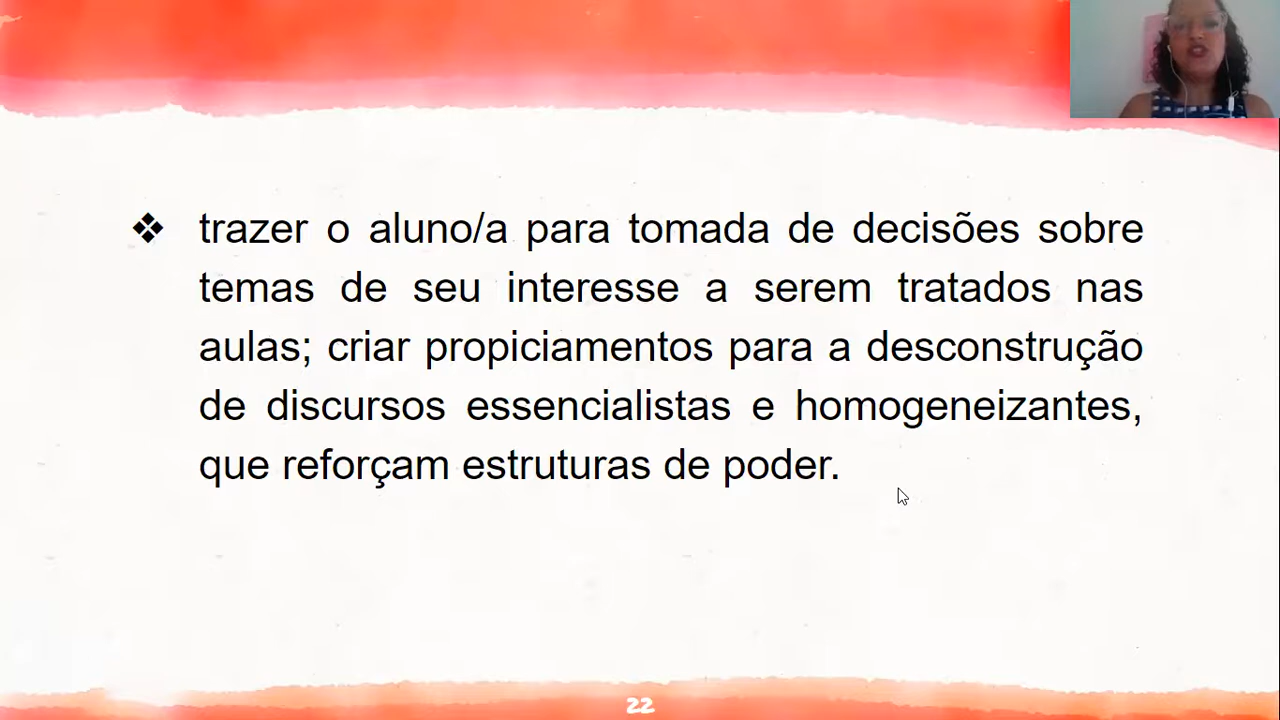 ❖ trazer o aluno/a para tomada de decisões sobre
temas de seu interesse a serem tratados nas
aulas; criar propiciamentos para a desconstrução
de discursos essencialistas e homogeneizantes,
que reforçam estruturas de poder.
22